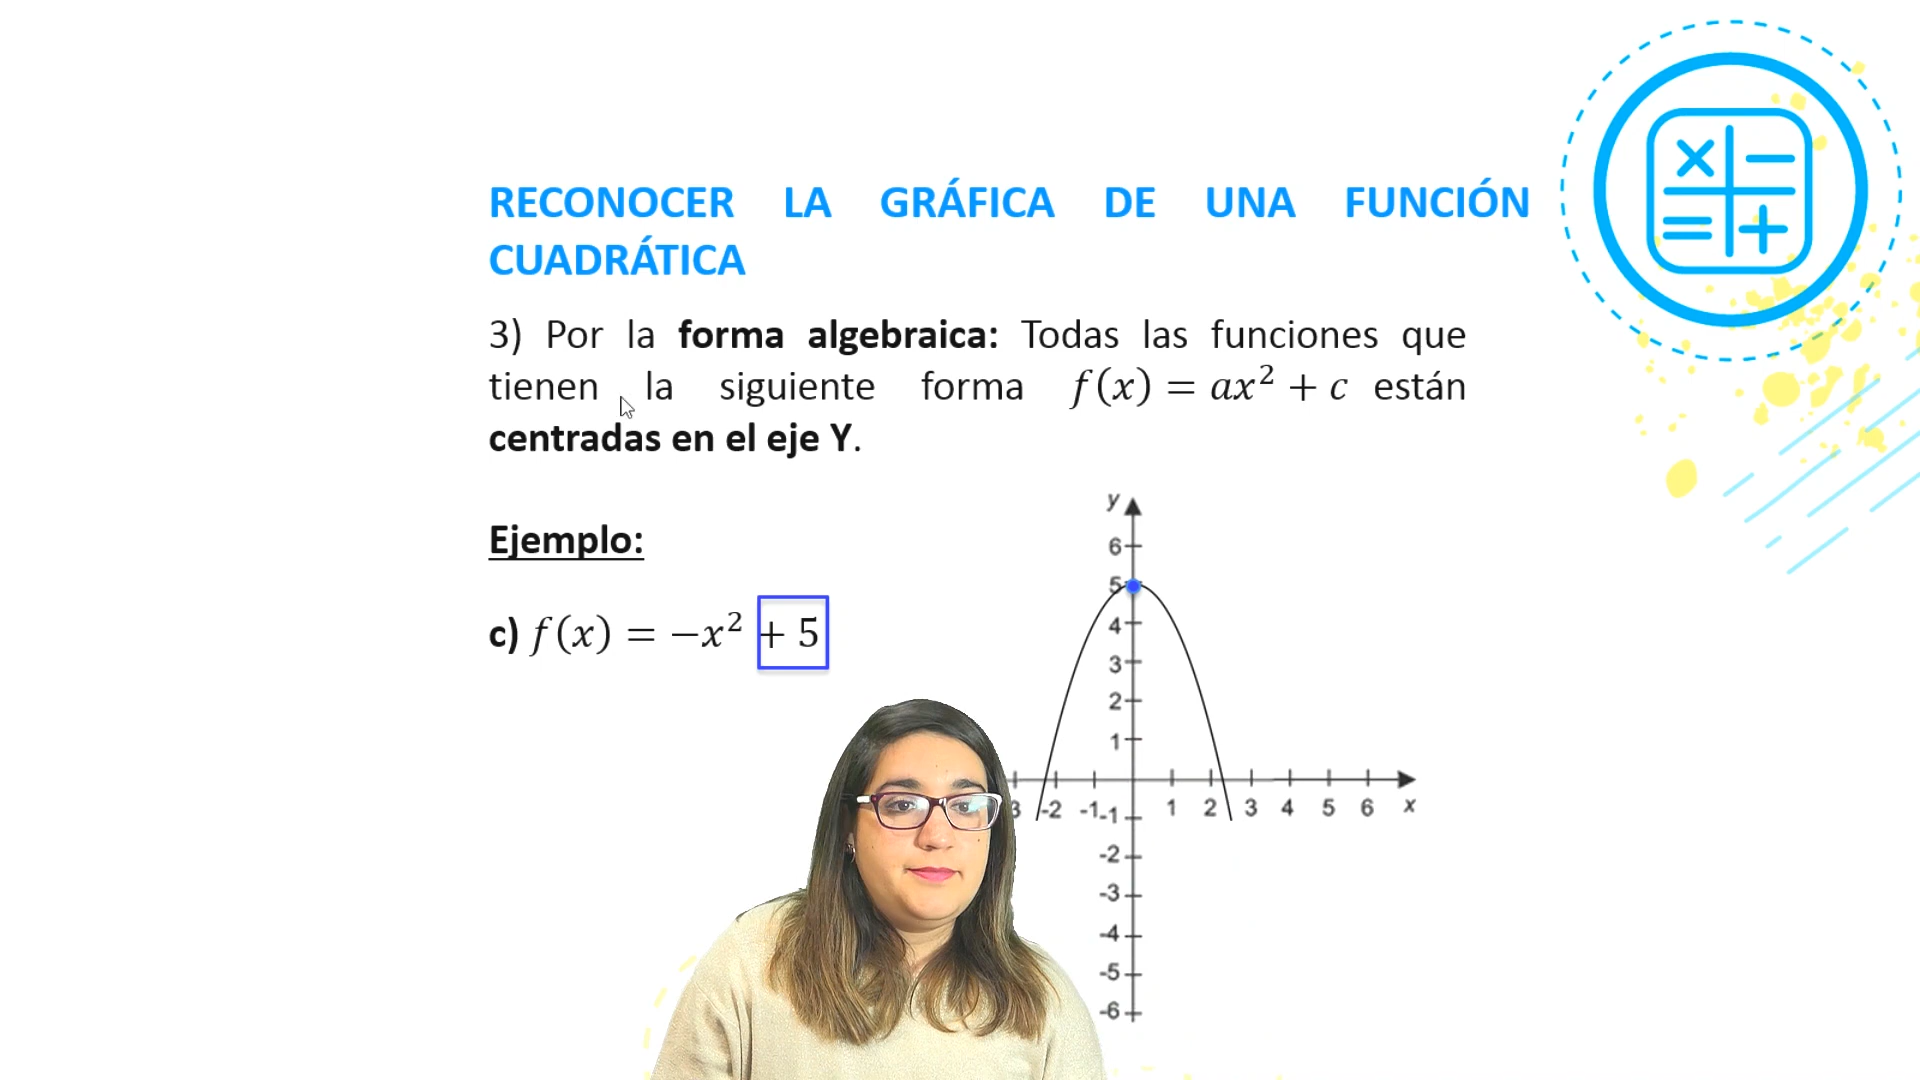 RECONOCER LA GRÁFICA DE UNA FUNCIÓN
CUADRÁTICA
3) Por la forma algebraica: Todas las funciones que
tienen la siguiente forma f(x) = ax² + c están
centradas en el eje Y.
Ejemplo:
c) f(x) = −x² + 5
y
6
5
4
3
2
1
3 -2 -1 1 2 3 4 5 6 x
-1
-2
-3
-4
-5
-6